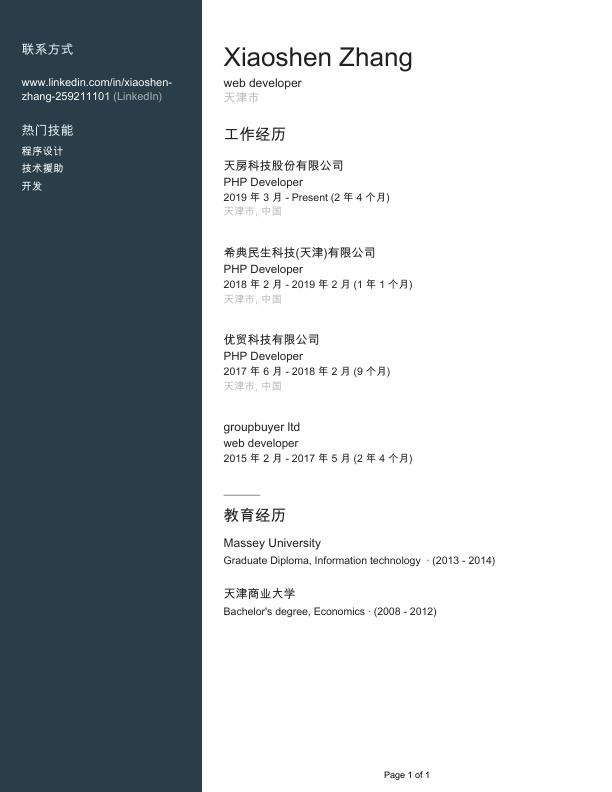 联系方式
www.linkedin.com/in/xiaoshen-
zhang-259211101 (LinkedIn)
热门技能
程序设计
技术援助
开发
Xiaoshen Zhang
web developer
天津市
工作经历
天房科技股份有限公司
PHP Developer
2019 年 3 月 - Present (2 年 4 个月)
天津市, 中国
希典民生科技(天津)有限公司
PHP Developer
2018 年 2 月 - 2019 年 2 月 (1 年 1 个月)
天津市, 中国
优贸科技有限公司
PHP Developer
2017 年 6 月 - 2018 年 2 月 (9 个月)
天津市, 中国
groupbuyer ltd
web developer
2015 年 2 月 - 2017 年 5 月 (2 年 4 个月)
教育经历
Massey University
Graduate Diploma, Information technology · (2013 - 2014)
天津商业大学
Bachelor's degree, Economics · (2008 - 2012)
Page 1 of 1